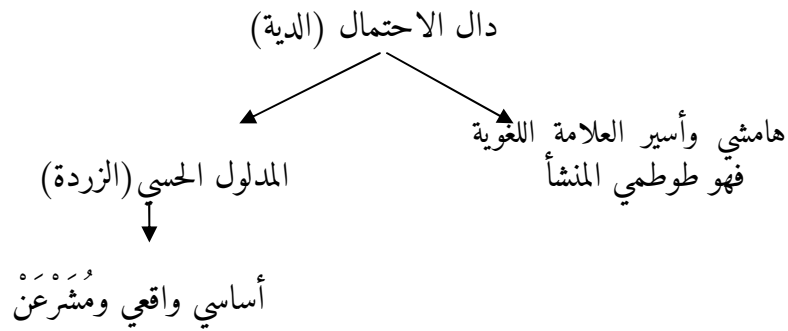 دال الاحتمال (الدية)
هامشي وأسير العلامة اللغوية
فهو طوطمي المنشأ
المدلول الحسي(الزردة)
أساسي واقعي ومُشَرْعَنْ